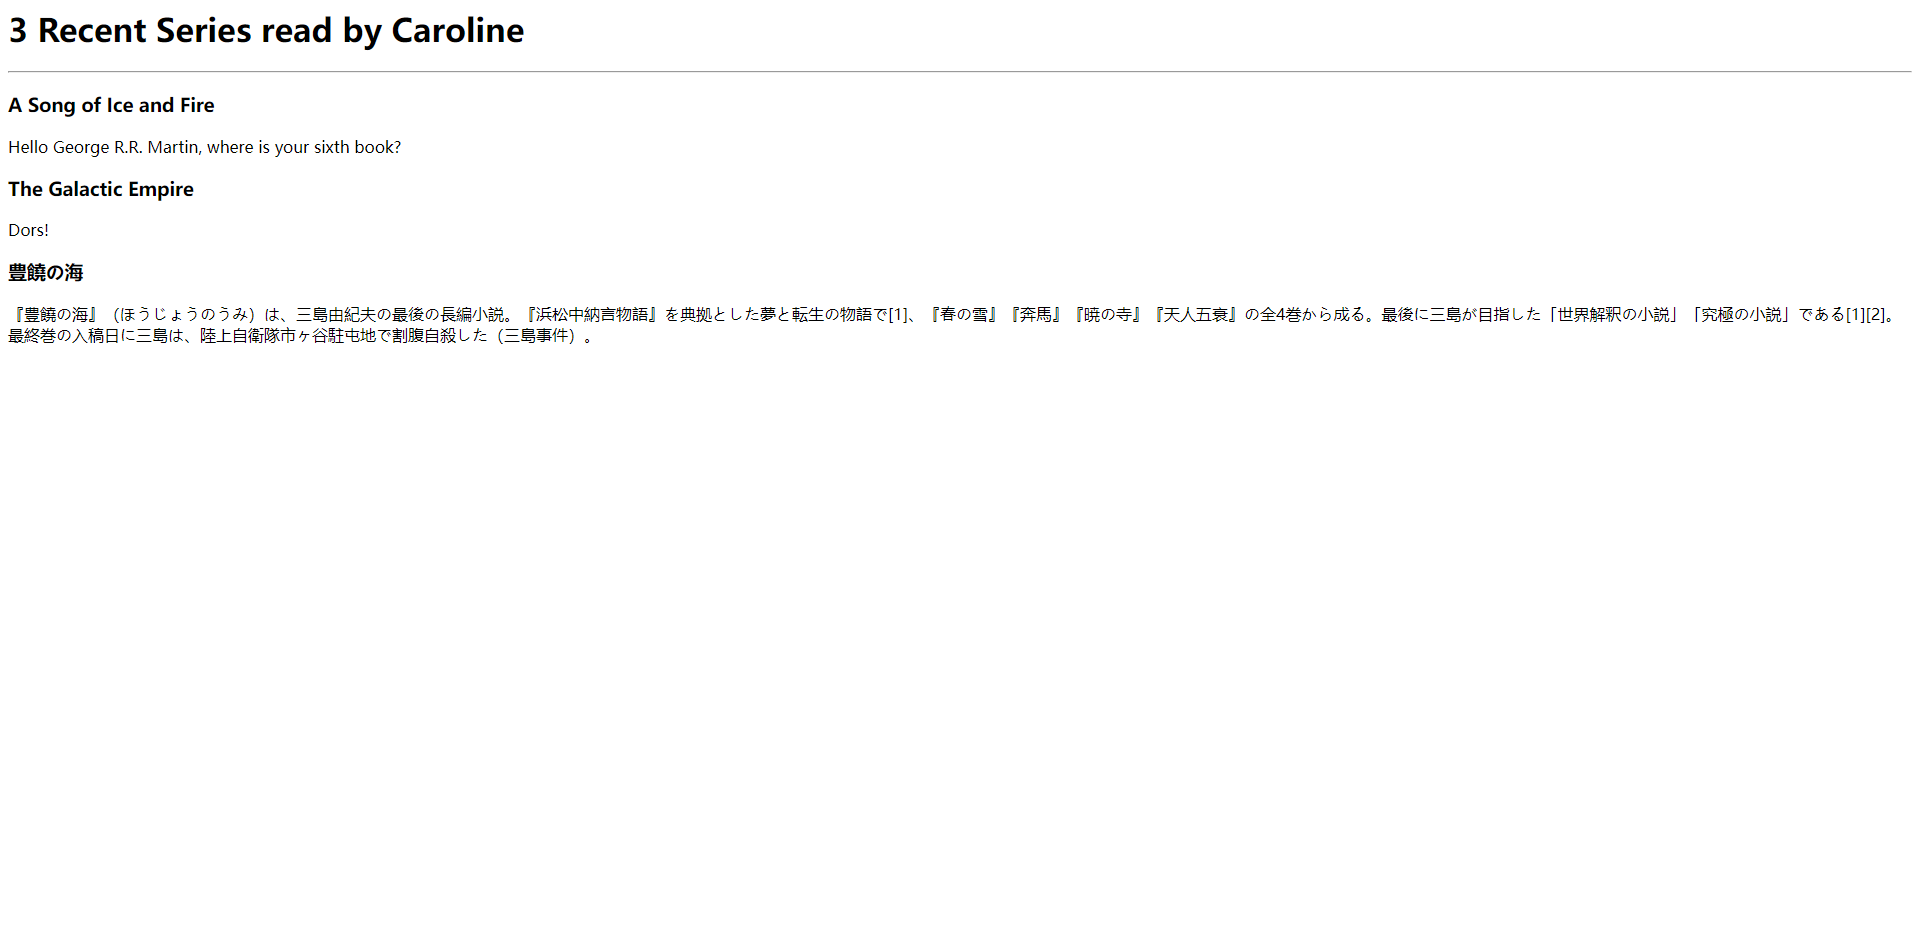 3 Recent Series read by Caroline
A Song of Ice and Fire
Hello George R.R. Martin, where is your sixth book?
The Galactic Empire
Dors!
豊饒の海
『豊饒の海』（ほうじょうのうみ）は、三島由紀夫の最後の長編小説。『浜松中納言物語』を典拠とした夢と転生の物語で[1]、『春の雪』『奔馬』『暁の寺』『天人五衰』の全4巻から成る。最後に三島が目指した「世界解釈の小説」「究極の小説」である[1][2]。
最終巻の入稿日に三島は、陸上自衛隊市ヶ谷駐屯地で割腹自殺した（三島事件）。